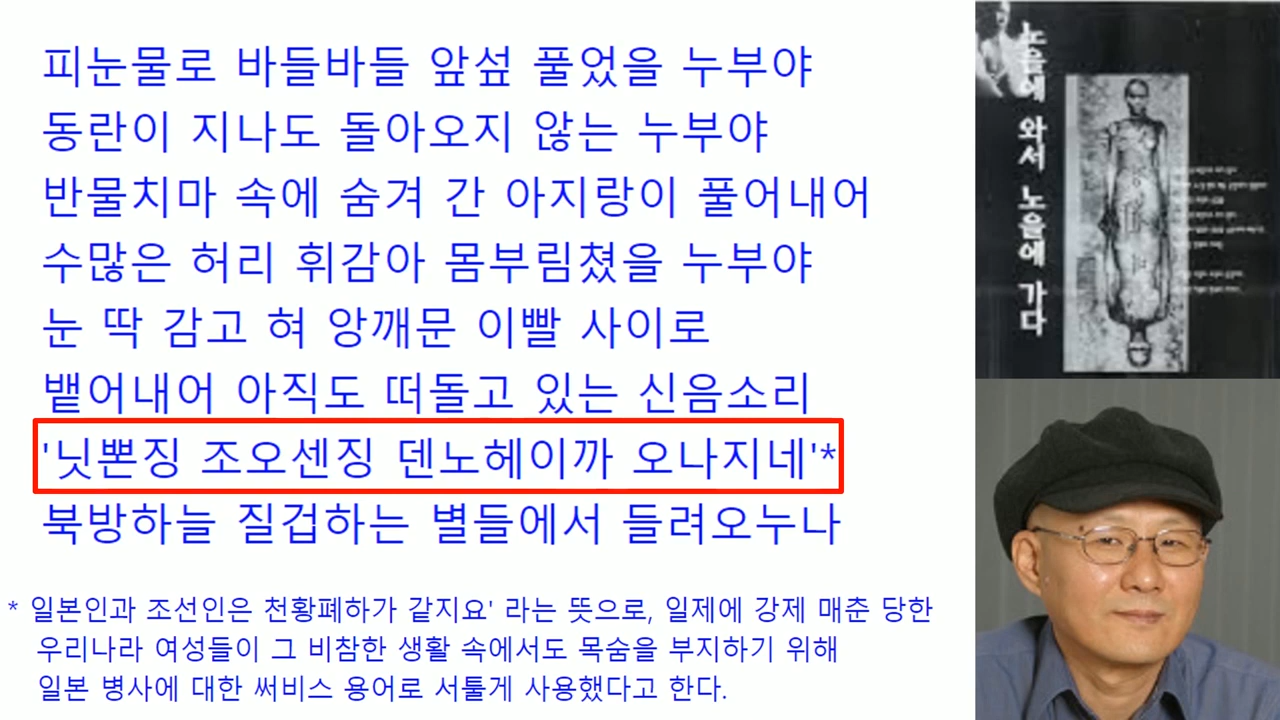 피눈물로 바들바들 앞섶 풀었을 누부야
동란이 지나도 돌아오지 않는 누부야
반물치마 속에 숨겨 간 아지랑이 풀어내어
수많은 허리 휘감아 몸부림쳤을 누부야
눈 딱 감고 혀 앙깨문 이빨 사이로
뱉어내어 아직도 떠돌고 있는 신음소리
'닛뽄징 조오센징 덴노헤이까 오나지네'*
북방하늘 질겁하는 별들에서 들려오누나
* 일본인과 조선인은 천황폐하가 같지요' 라는 뜻으로, 일제에 강제 매춘 당한
우리나라 여성들이 그 비참한 생활 속에서도 목숨을 부지하기 위해
일본 병사에 대한 써비스 용어로 서툴게 사용했다고 한다.
노을에 와서 노을에 가다